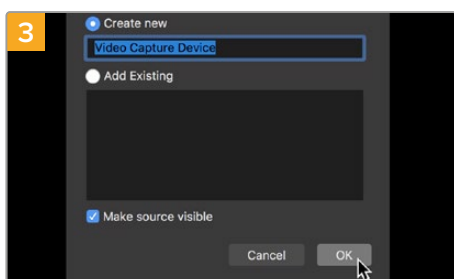 3
Create new
Video Capture Device
Add Existing
Make source visible
Cancel
OK